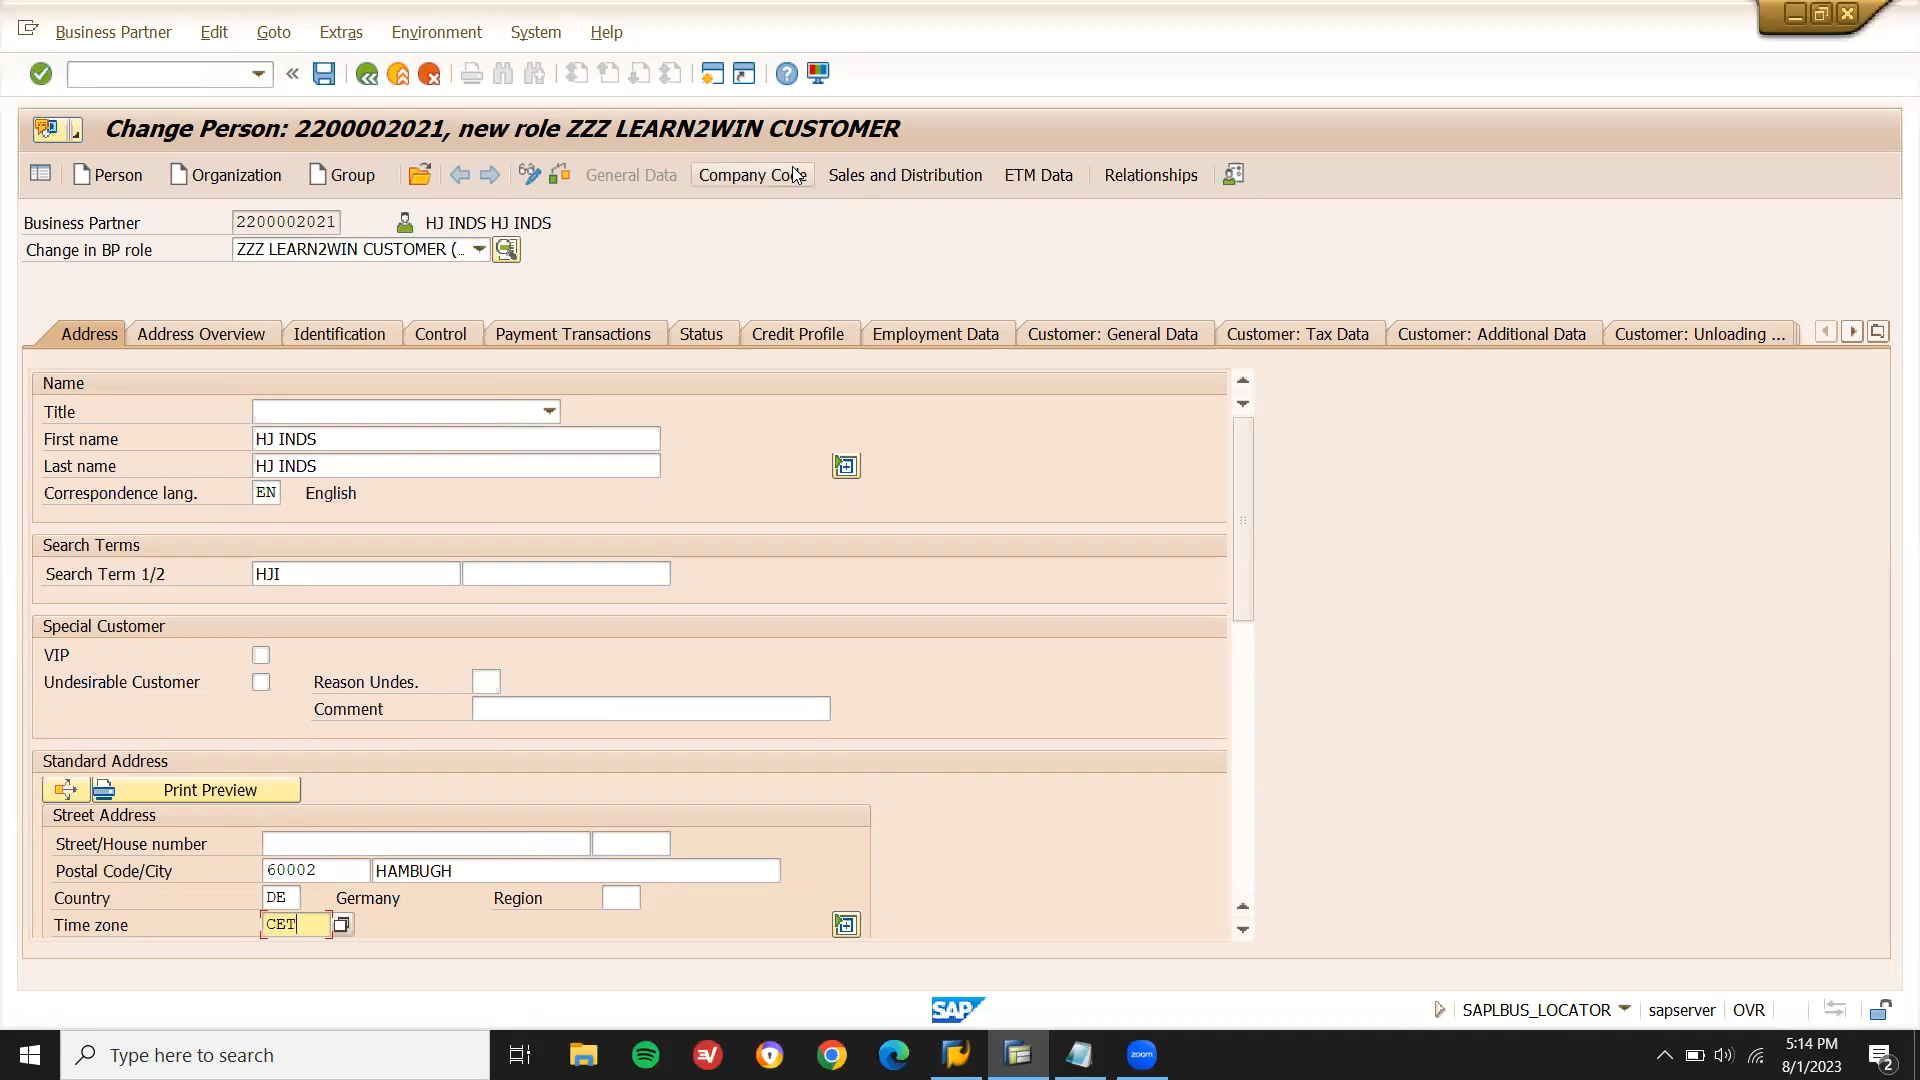 Business Partner Edit Goto Extras Environment System Help
Change Person: 2200002021, new role ZZZ LEARN2WIN CUSTOMER
Person Organization Group General Data Company Code Sales and Distribution ETM Data Relationships
Business Partner 2200002021 HJ INDS HJ INDS
Change in BP role ZZZ LEARN2WIN CUSTOMER (...
Address Address Overview Identification Control Payment Transactions Status Credit Profile Employment Data Customer: General Data Customer: Tax Data Customer: Additional Data Customer: Unloading ...
Name
Title
First name HJ INDS
Last name HJ INDS
Correspondence lang. EN English
Search Terms
Search Term 1/2 HJI
Special Customer
VIP
Undesirable Customer Reason Undes.
Comment
Standard Address
Print Preview
Street Address
Street/House number
Postal Code/City 60002 HAMBUGH
Country DE Germany Region
Time zone CET
SAP SAPLBUS_LOCATOR sapserver OVR
Type here to search zoom 5:14 PM
8/1/2023 2